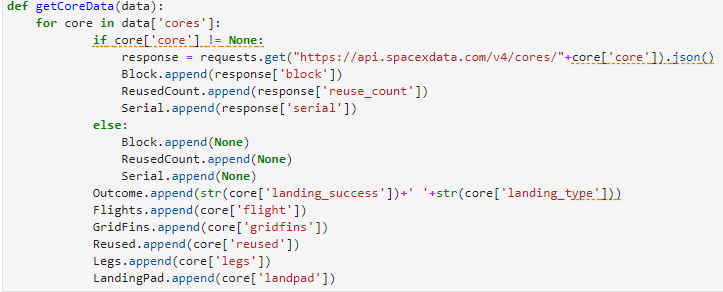 def getCoreData(data):
    for core in data['cores']:
            if core['core'] != None:
                response = requests.get("https://api.spacexdata.com/v4/cores/"+core['core']).json()
                Block.append(response['block'])
                ReusedCount.append(response['reuse_count'])
                Serial.append(response['serial'])
            else:
                Block.append(None)
                ReusedCount.append(None)
                Serial.append(None)
            Outcome.append(str(core['landing_success'])+' '+str(core['landing_type']))
            Flights.append(core['flight'])
            GridFins.append(core['gridfins'])
            Reused.append(core['reused'])
            Legs.append(core['legs'])
            LandingPad.append(core['landpad'])